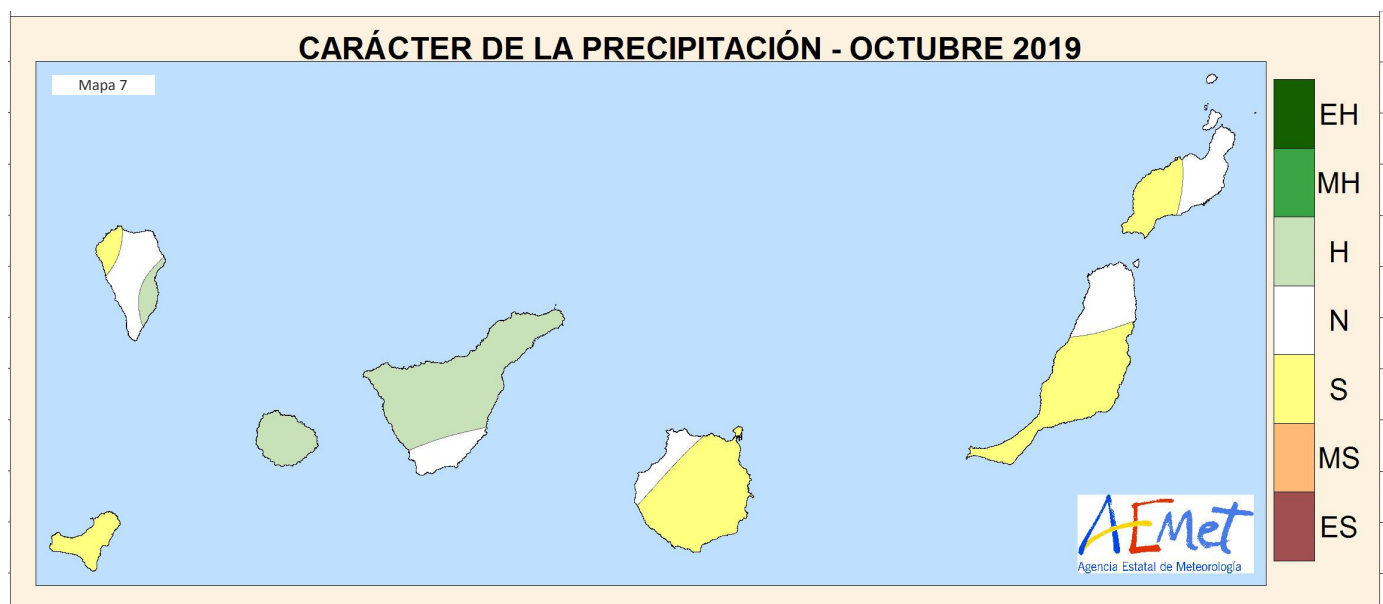 CARÁCTER DE LA PRECIPITACIÓN - OCTUBRE 2019
Mapa 7
EH
MH
H
N
S
MS
ES
AEMet
Agencia Estatal de Meteorología